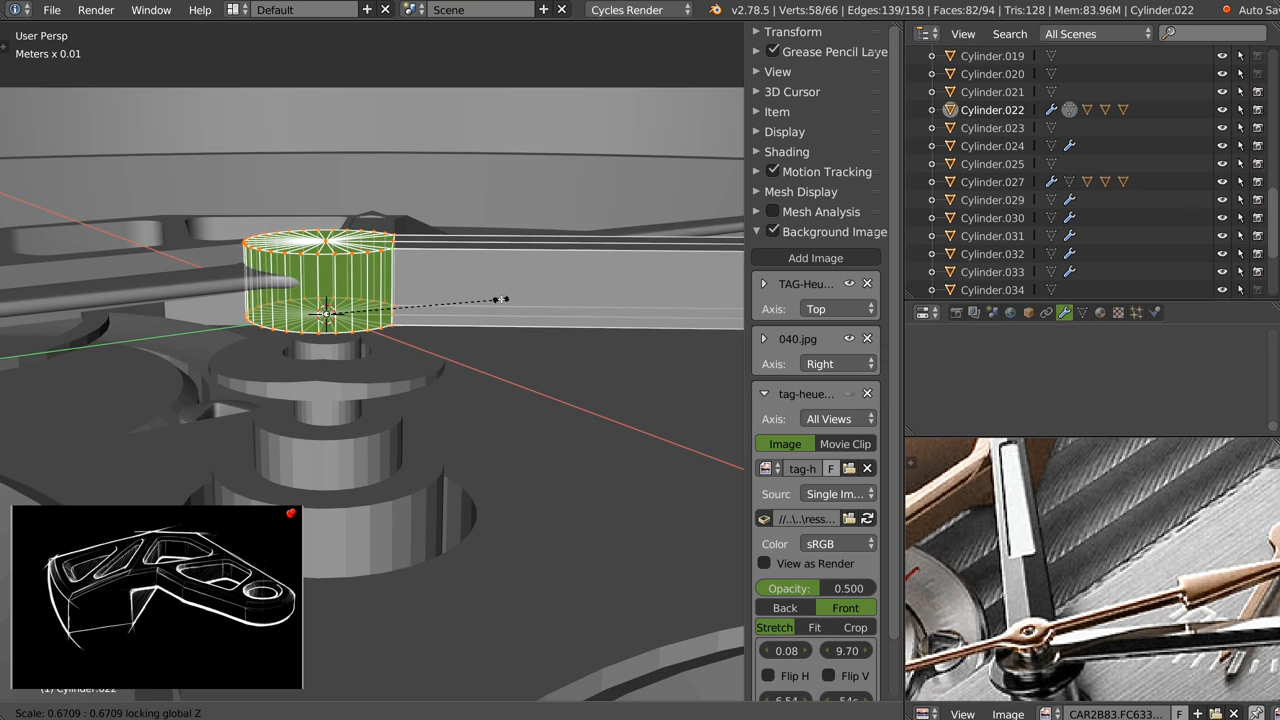 File Edit Render Window Help Default Scene Cycles Render v2.78.5 | Verts:58/66 | Edges:139/158 | Faces:82/94 | Tris:128 | Mem:83.96M | Cylinder.022 Auto Sav
User Persp
Meters x 0.01
Transform
Grease Pencil Laye
View
3D Cursor
Item
Display
Shading
Motion Tracking
Mesh Display
Mesh Analysis
Background Image
Add Image
TAG-Heu...
Axis: Top
040.jpg
Axis: Right
tag-heue...
Axis: All Views
Image Movie Clip
tag-h F
Sourc Single Im...
//..\..\ress...
Color sRGB
View as Render
Opacity: 0.500
Back Front
Stretch Fit Crop
0.08 9.70
Flip H Flip V
View Search All Scenes
Cylinder.019
Cylinder.020
Cylinder.021
Cylinder.022
Cylinder.023
Cylinder.024
Cylinder.025
Cylinder.027
Cylinder.029
Cylinder.030
Cylinder.031
Cylinder.032
Cylinder.033
Cylinder.034
(1) Cylinder.022
Scale: 0.6709 : 0.6709 locking global Z
View Image CAR2B83.FC633... F